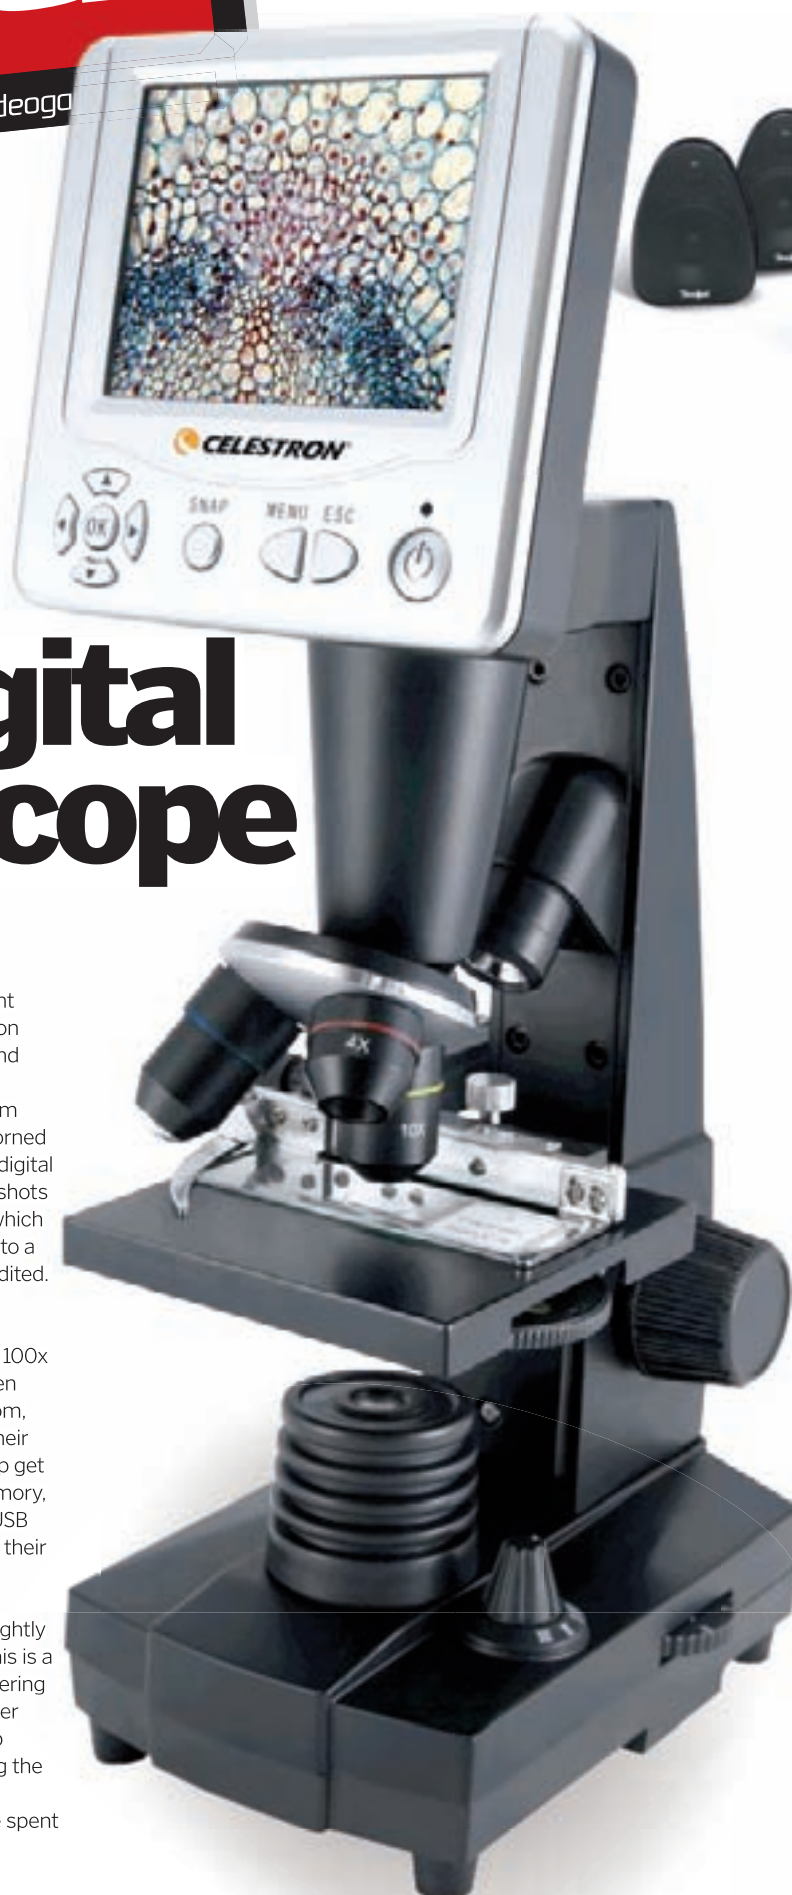 deoga
CELESTRON
OK
SNAP
MENU ESC
gital
cope
4X
10X
nt
on
nd
m
orned
digital
shots
which
to a
dited.
100x
en
om,
heir
o get
mory,
USB
their
ghtly
his is a
ering
er
o
g the
e spent